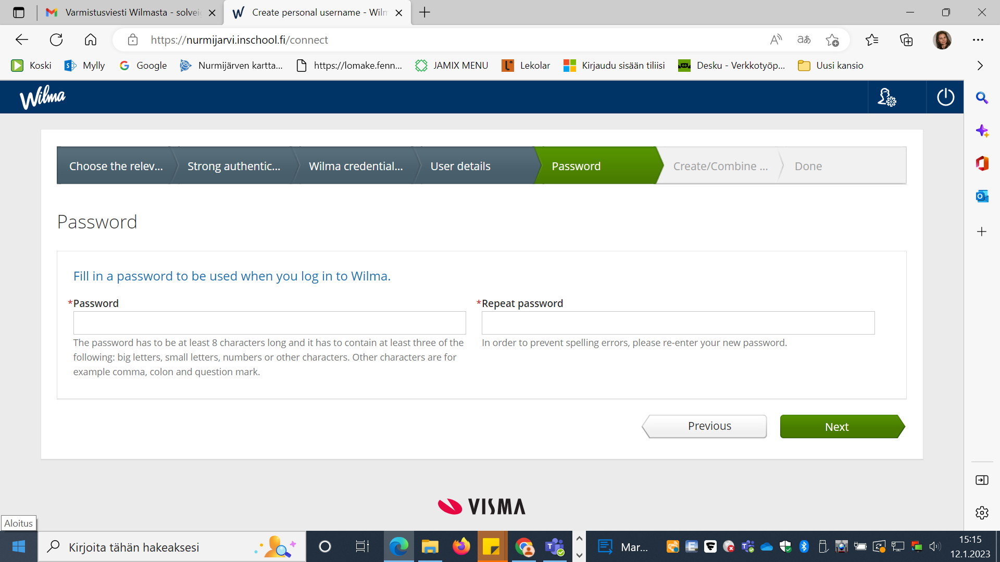 Varmistusviesti Wilmasta - solvei
Create personal username - Wilm
https://nurmijarvi.inschool.fi/connect
Koski
Mylly
Google
Nurmijärven kartta...
https://lomake.fenn...
JAMIX MENU
Lekolar
Kirjaudu sisään tiliisi
Desku - Verkkotyöp...
Uusi kansio
Wilma
Choose the relev...
Strong authentic...
Wilma credential...
User details
Password
Create/Combine ...
Done
Password
Fill in a password to be used when you log in to Wilma.
*Password
*Repeat password
The password has to be at least 8 characters long and it has to contain at least three of the
following: big letters, small letters, numbers or other characters. Other characters are for
example comma, colon and question mark.
In order to prevent spelling errors, please re-enter your new password.
Previous
Next
VISMA
Aloitus
Kirjoita tähän hakeaksesi
Mar...
15:15
12.1.2023